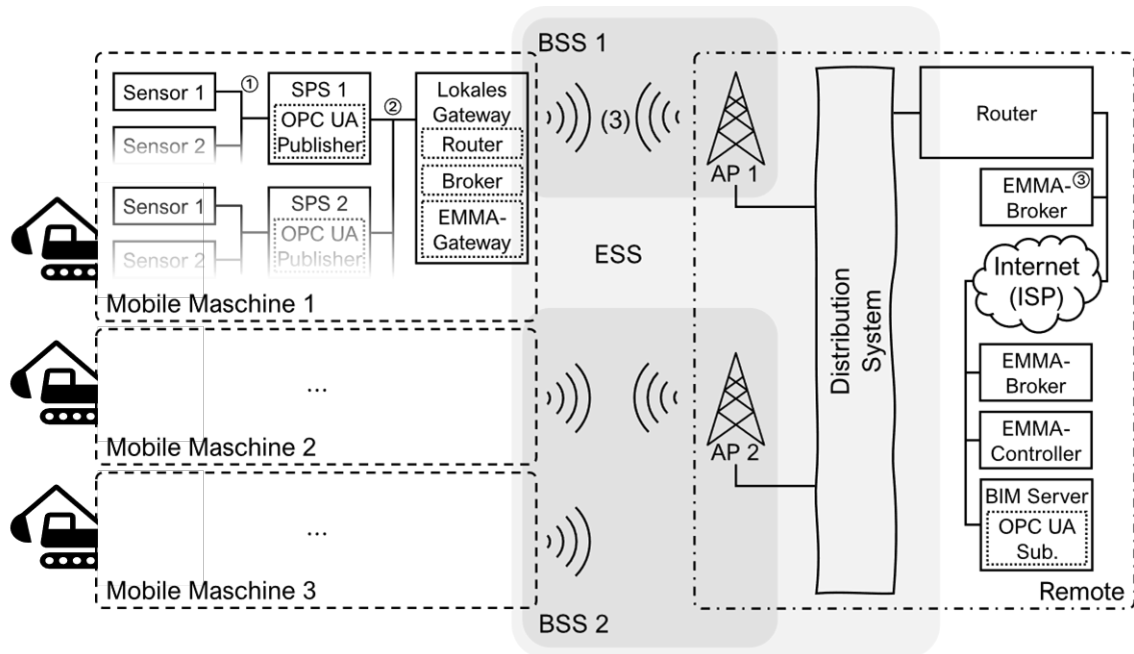 BSS 1
Sensor 1
①
SPS 1
OPC UA
Publisher
②
Lokales
Gateway
Router
Broker
EMMA-
Gateway
Sensor 2
Sensor 1
Sensor 2
SPS 2
OPC UA
Publisher
Mobile Maschine 1
(3)
AP 1
ESS
Distribution
System
Router
EMMA-③
Broker
Internet
(ISP)
EMMA-
Broker
EMMA-
Controller
BIM Server
OPC UA
Sub.
Remote
...
Mobile Maschine 2
AP 2
...
Mobile Maschine 3
BSS 2